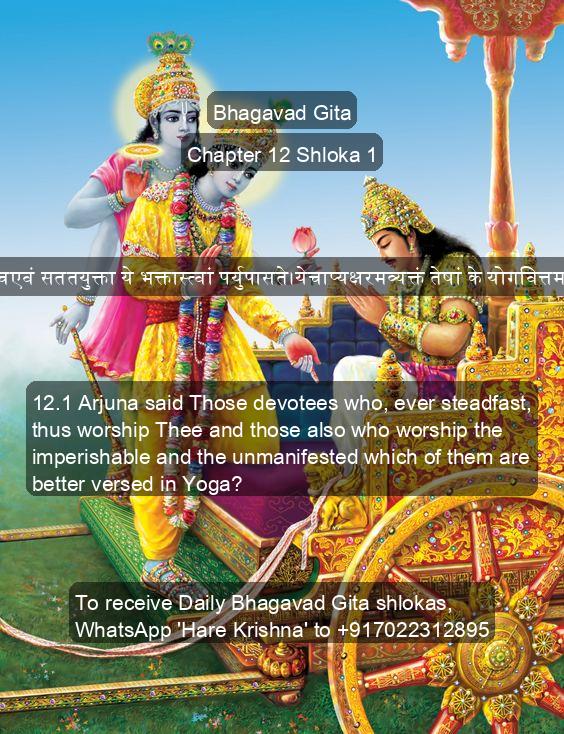 Bhagavad Gita
Chapter 12 Shloka 1
एवं सततयुक्ता ये भक्तास्त्वां पर्युपासते।येचाप्यक्षरमव्यक्तं तेषां के योगवित्तम
12.1 Arjuna said Those devotees who, ever steadfast,
thus worship Thee and those also who worship the
imperishable and the unmanifested which of them are
better versed in Yoga?
To receive Daily Bhagavad Gita shlokas,
WhatsApp 'Hare Krishna' to +917022312895